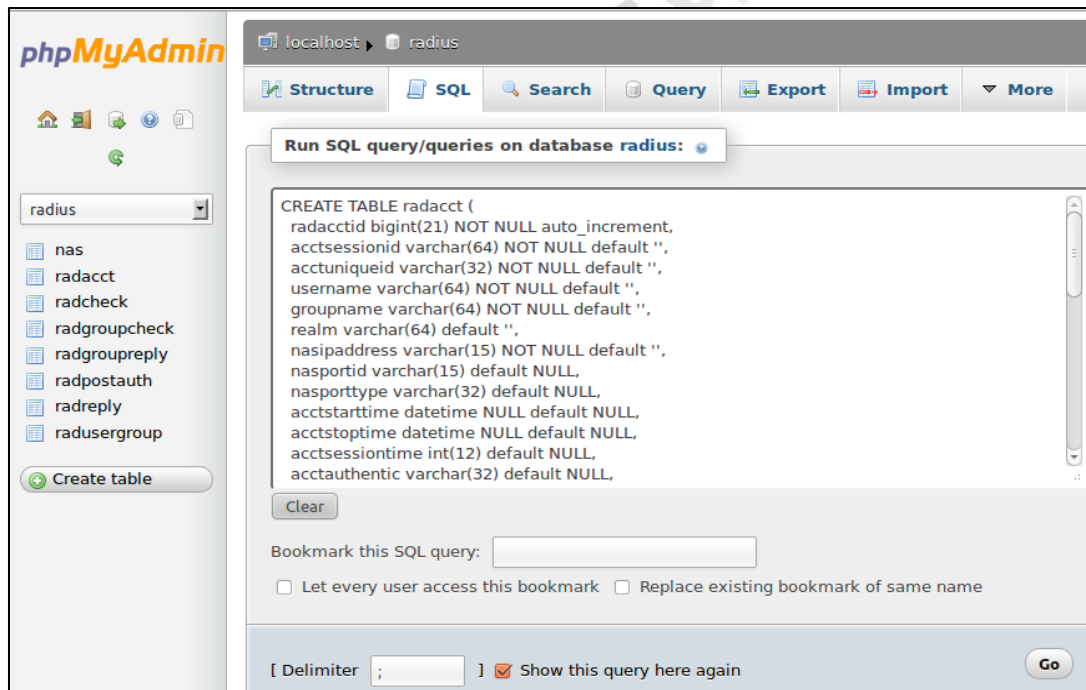 phpMyAdmin
radius
nas
radacct
radcheck
radgroupcheck
radgroupreply
radpostauth
radreply
radusergroup
Create table
localhost radius
Structure SQL Search Query Export Import More
Run SQL query/queries on database radius:
CREATE TABLE radacct (
radacctid bigint(21) NOT NULL auto_increment,
acctsessionid varchar(64) NOT NULL default '',
acctuniqueid varchar(32) NOT NULL default '',
username varchar(64) NOT NULL default '',
groupname varchar(64) NOT NULL default '',
realm varchar(64) default '',
nasipaddress varchar(15) NOT NULL default '',
nasportid varchar(15) default NULL,
nasporttype varchar(32) default NULL,
acctstarttime datetime NULL default NULL,
acctstoptime datetime NULL default NULL,
acctsessiontime int(12) default NULL,
acctauthentic varchar(32) default NULL,
Clear
Bookmark this SQL query:
Let every user access this bookmark Replace existing bookmark of same name
[ Delimiter ; ] Show this query here again Go